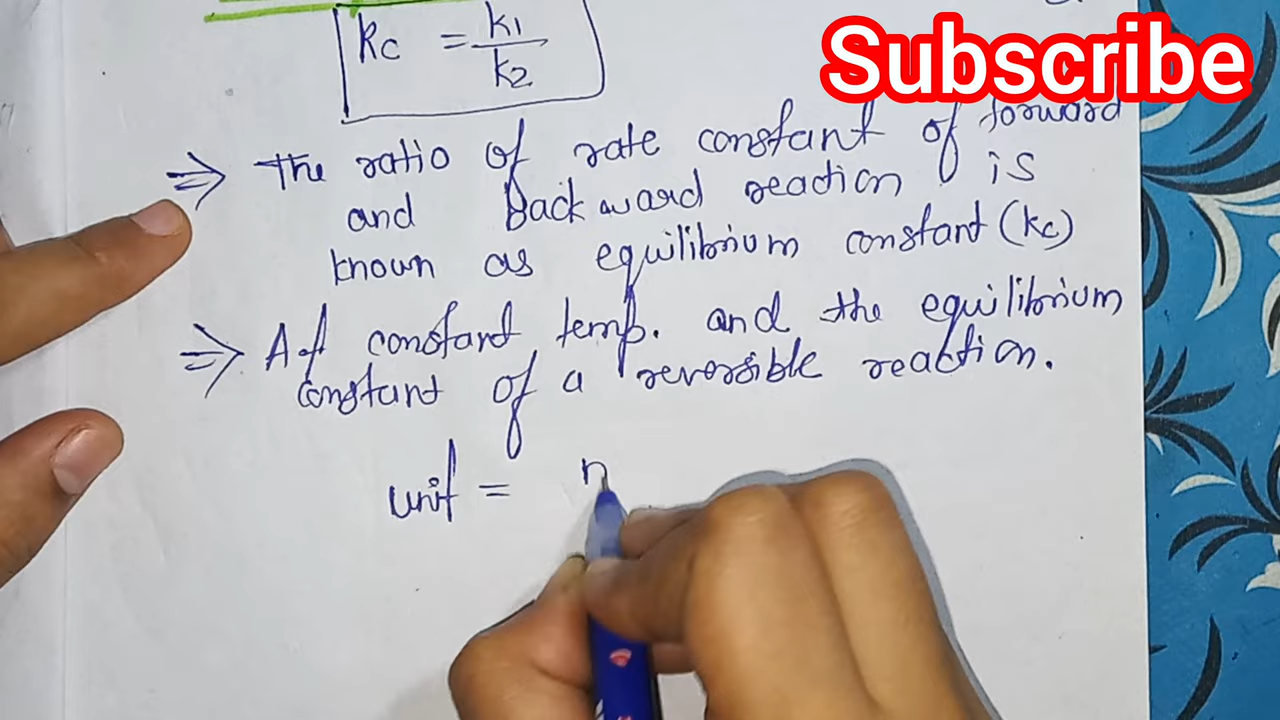 Subscribe
Kc = K1/K2
⇒ The ratio of rate constant of forward
and Backward reaction is
known as equilibrium constant (Kc)
⇒ At constant temp. and the equilibrium
constant of a reversible reaction.
unit =